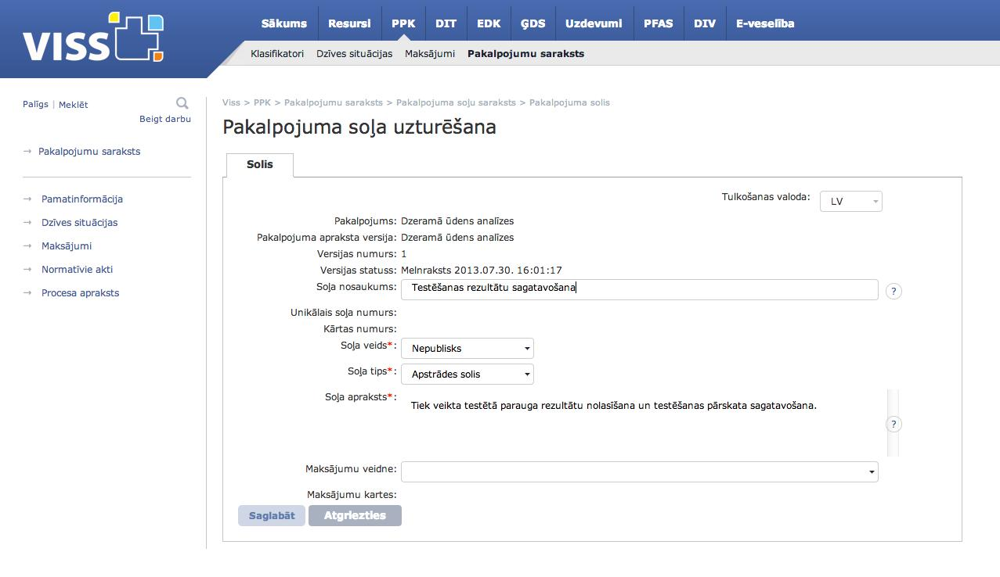 VISS
Sākums Resursi PPK DIT EDK ĢDS Uzdevumi PFAS DIV E-veselība
Klasifikatori Dzīves situācijas Maksājumi Pakalpojumu saraksts
Palīgs | Meklēt
Beigt darbu
→ Pakalpojumu saraksts
→ Pamatinformācija
→ Dzīves situācijas
→ Maksājumi
→ Normatīvie akti
→ Procesa apraksts
Viss > PPK > Pakalpojumu saraksts > Pakalpojuma soļu saraksts > Pakalpojuma solis
Pakalpojuma soļa uzturēšana
Solis
Tulkošanas valoda: LV
Pakalpojums: Dzeramā ūdens analīzes
Pakalpojuma apraksta versija: Dzeramā ūdens analīzes
Versijas numurs: 1
Versijas statuss: Melnraksts 2013.07.30. 16:01:17
Soļa nosaukums: Testēšanas rezultātu sagatavošana ?
Unikālais soļa numurs:
Kārtas numurs:
Soļa veids*: Nepublisks
Soļa tips*: Apstrādes solis
Soļa apraksts*: Tiek veikta testētā parauga rezultātu nolasīšana un testēšanas pārskata sagatavošana. ?
Maksājumu veidne:
Maksājumu kartes:
Saglabāt Atgriezties